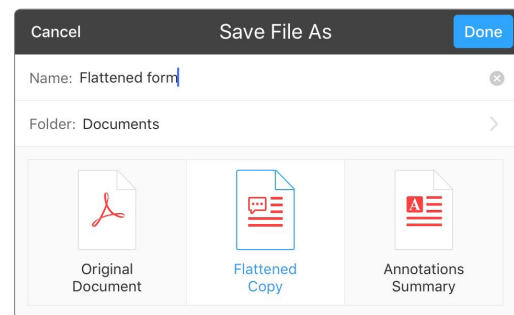 Cancel Save File As Done
Name: Flattened form
Folder: Documents
Original Flattened Annotations
Document Copy Summary